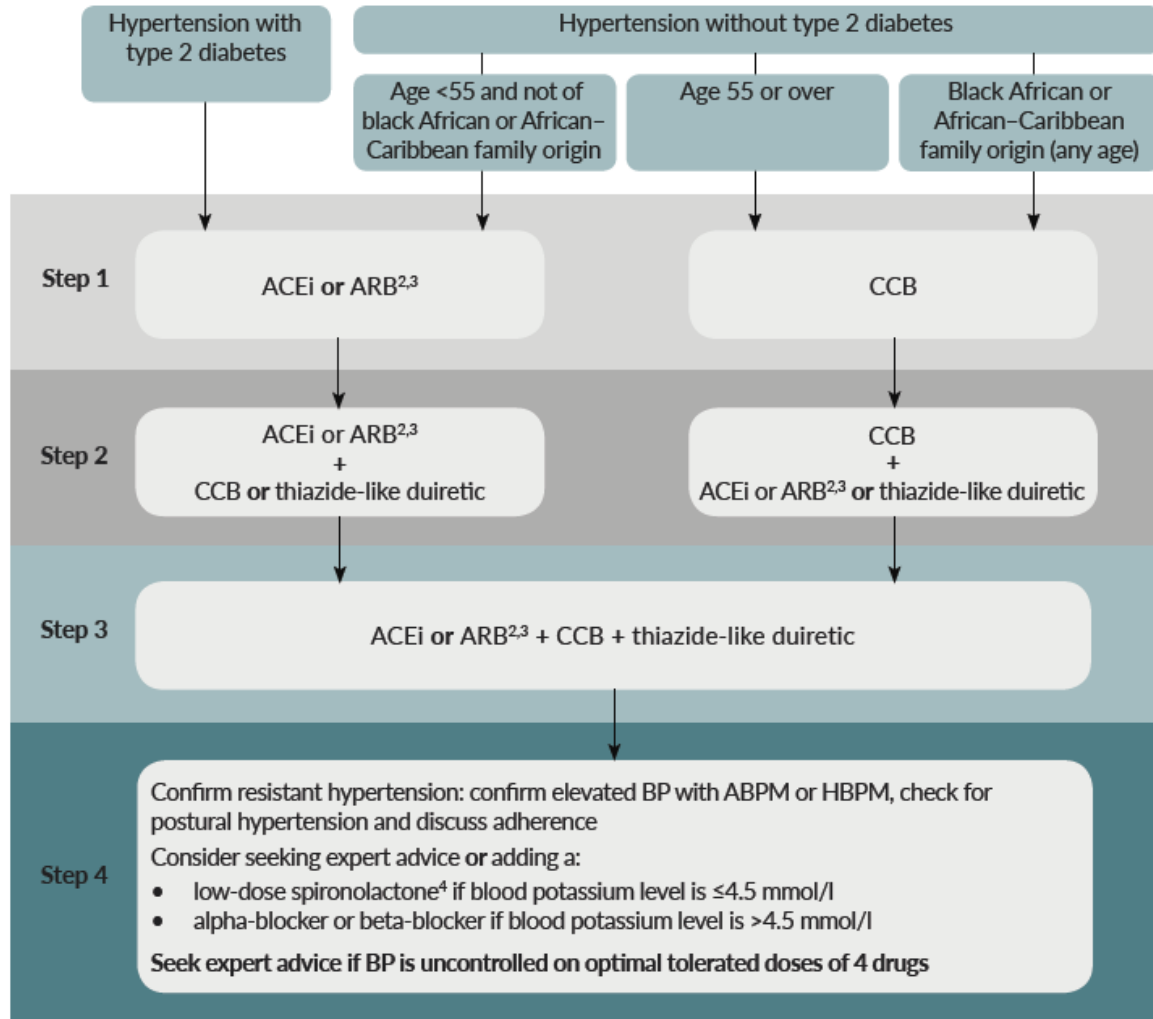 Hypertension with
type 2 diabetes
Hypertension without type 2 diabetes
Age <55 and not of
black African or African–
Caribbean family origin
Age 55 or over
Black African or
African–Caribbean
family origin (any age)
Step 1
ACEi or ARB2,3
CCB
Step 2
ACEi or ARB2,3
+
CCB or thiazide-like duiretic
CCB
+
ACEi or ARB2,3 or thiazide-like duiretic
Step 3
ACEi or ARB2,3 + CCB + thiazide-like duiretic
Step 4
Confirm resistant hypertension: confirm elevated BP with ABPM or HBPM, check for
postural hypertension and discuss adherence
Consider seeking expert advice or adding a:
• low-dose spironolactone4 if blood potassium level is ≤4.5 mmol/l
• alpha-blocker or beta-blocker if blood potassium level is >4.5 mmol/l
Seek expert advice if BP is uncontrolled on optimal tolerated doses of 4 drugs